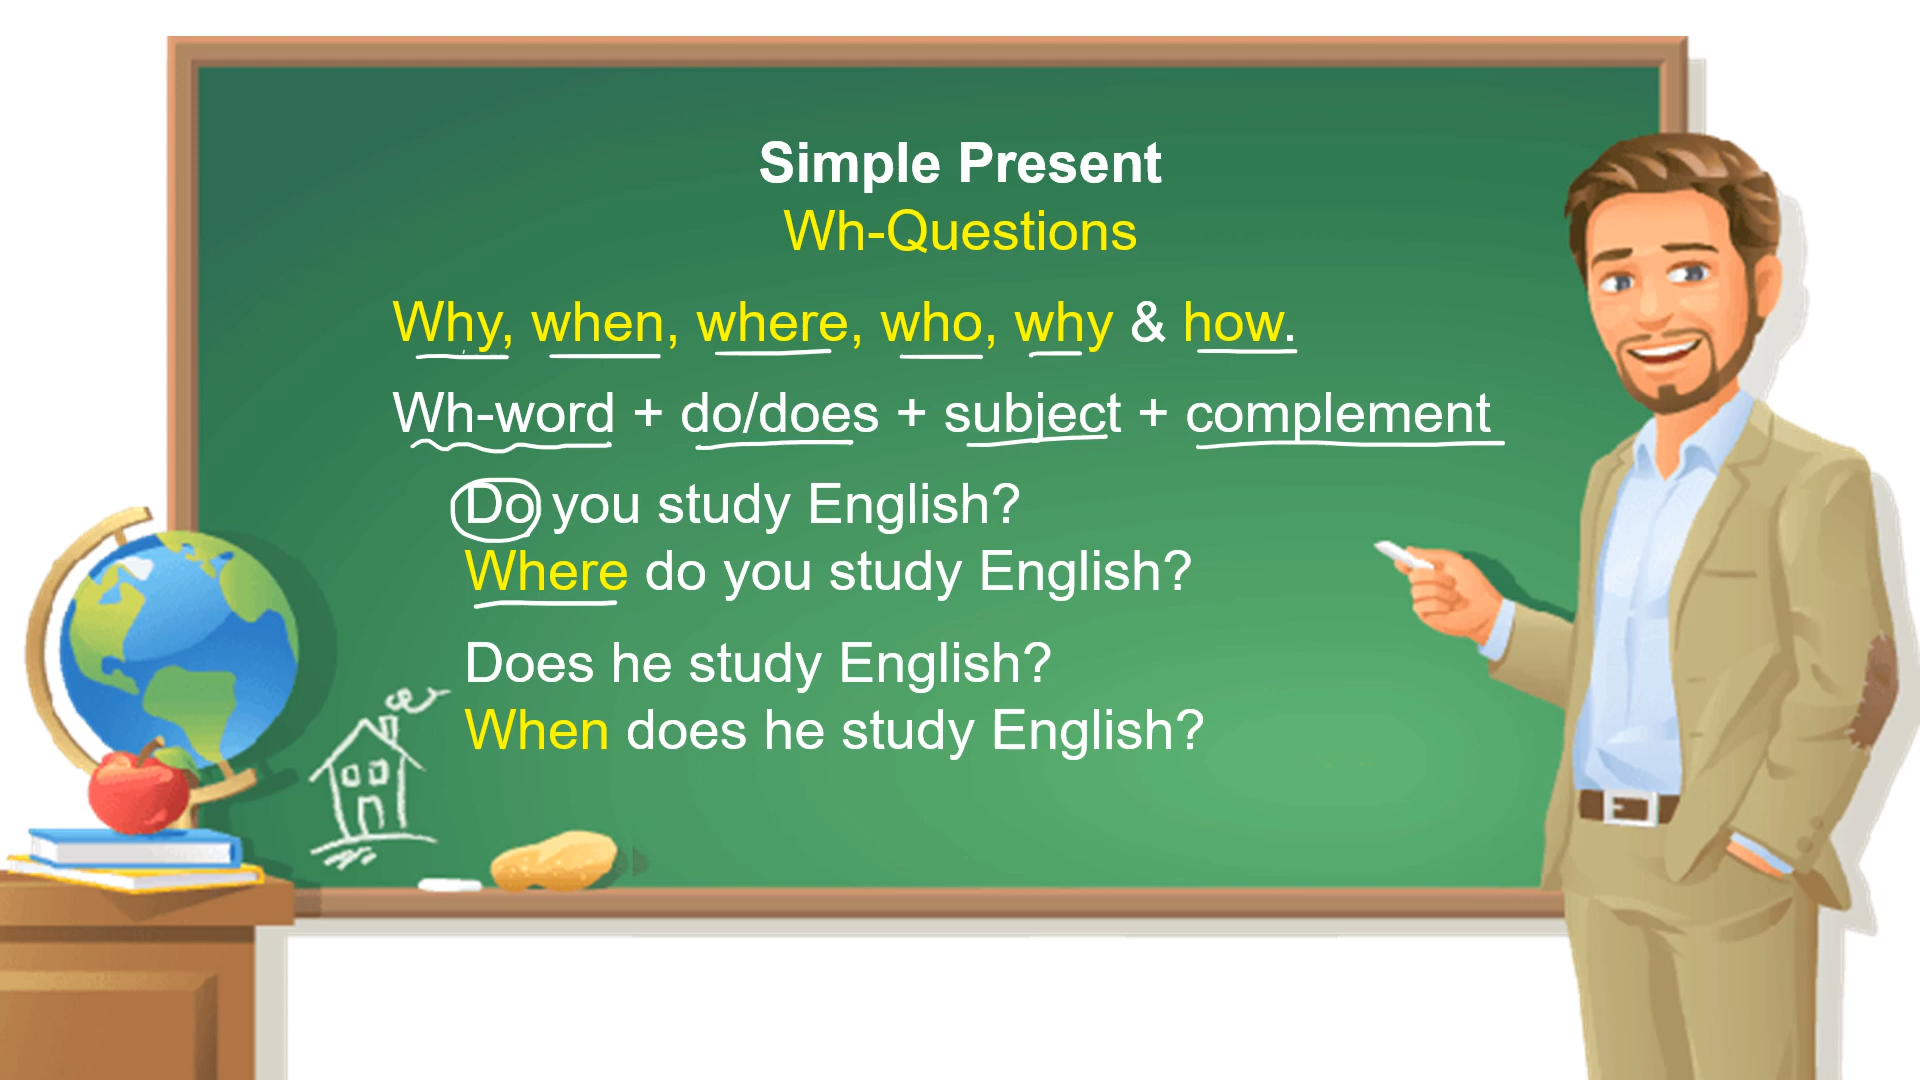 Simple Present
Wh-Questions
Why, when, where, who, why & how.
Wh-word + do/does + subject + complement
Do you study English?
Where do you study English?
Does he study English?
When does he study English?